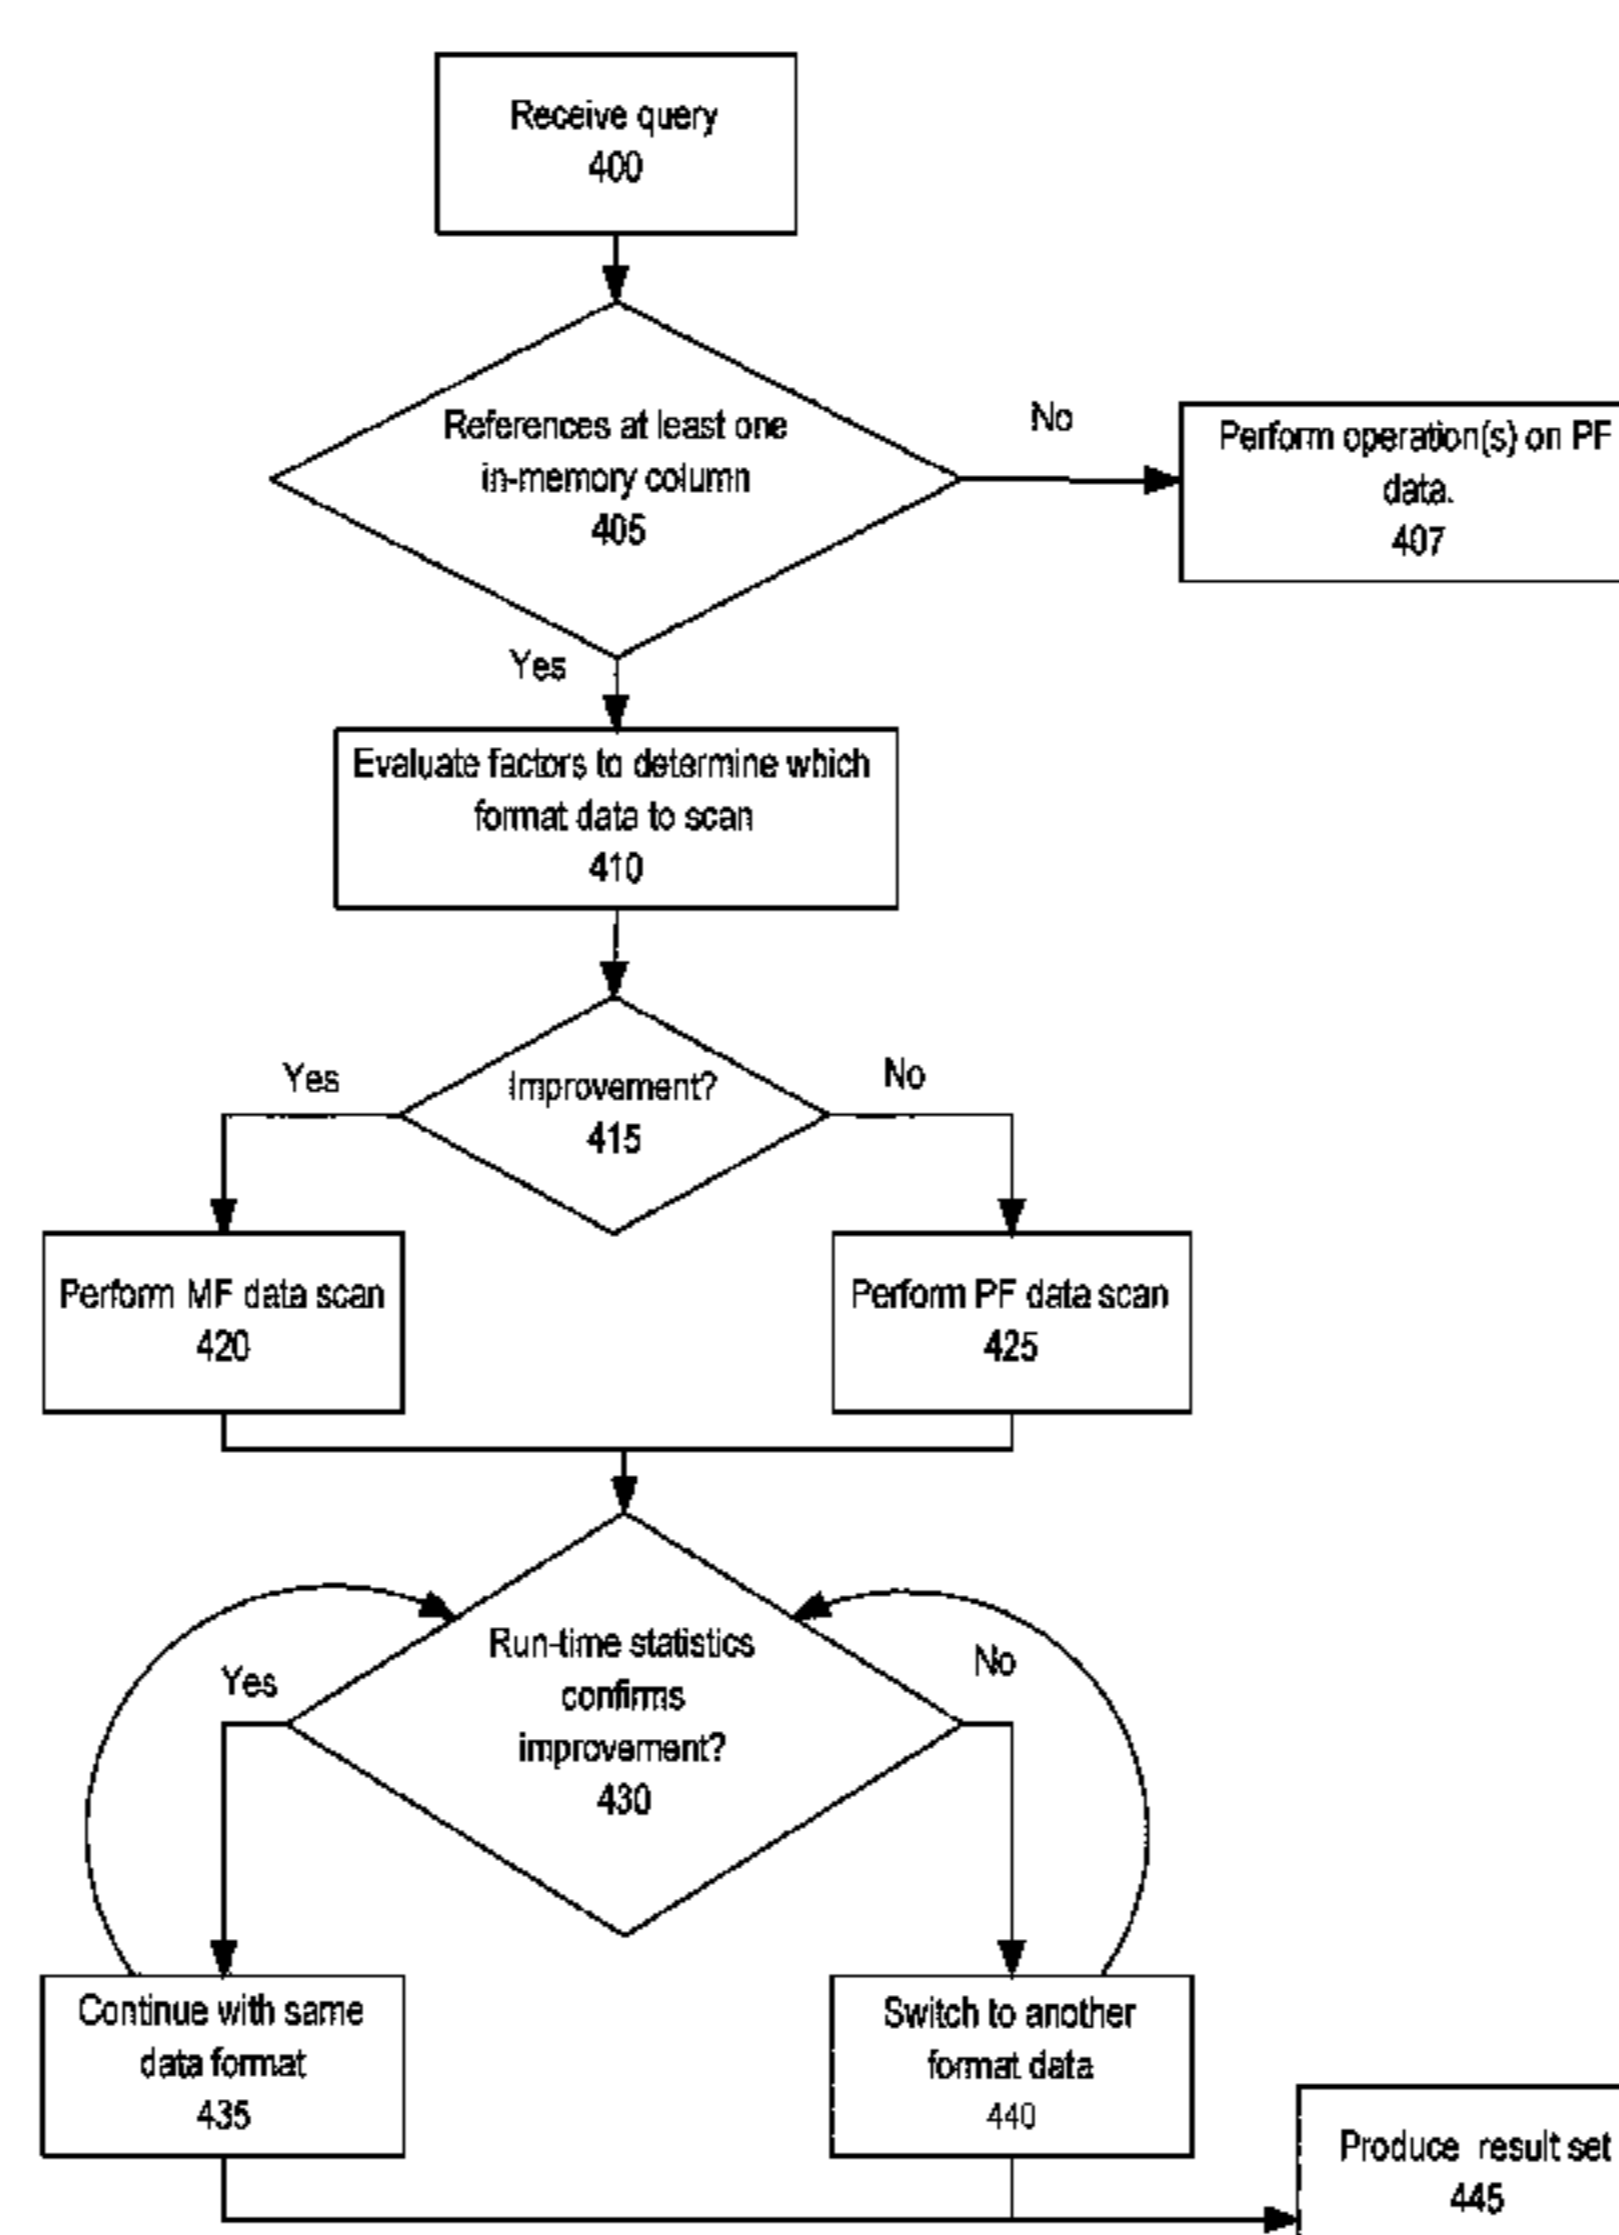 Receive query
400
References at least one
in-memory column
405
No
Perform operation(s) on PF
data.
407
Yes
Evaluate factors to determine which
format data to scan
410
Yes
Improvement?
415
No
Perform MF data scan
420
Perform PF data scan
425
Yes
Run-time statistics
confirms
improvement?
430
No
Continue with same
data format
435
Switch to another
format data
440
Produce result set
445